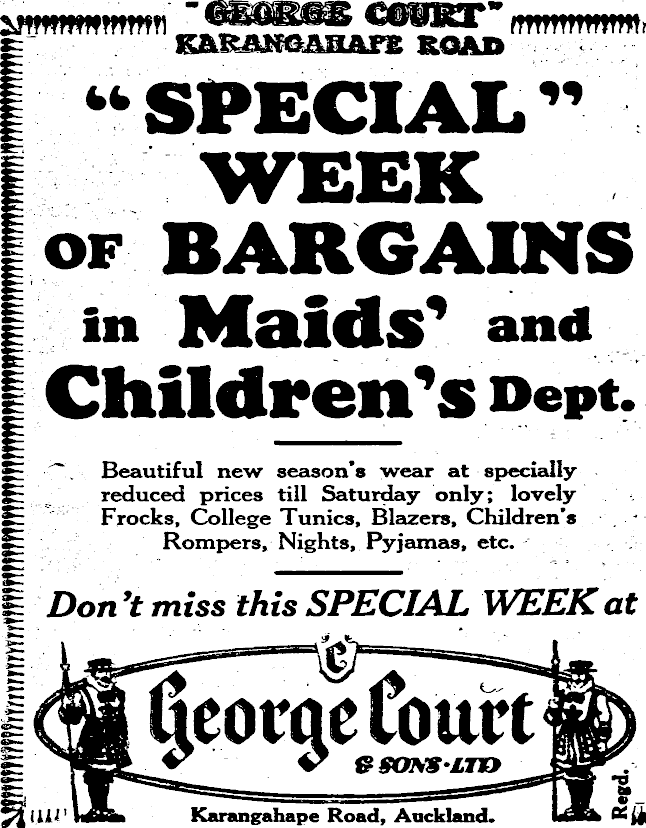 "GEORGE COURT"
KARANGAHAPE ROAD
"SPECIAL"
WEEK
OF BARGAINS
in Maids' and
Children's Dept.
Beautiful new season's wear at specially
reduced prices till Saturday only; lovely
Frocks, College Tunics, Blazers, Children's
Rompers, Nights, Pyjamas, etc.
Don't miss this SPECIAL WEEK at
C
George Court
& SONS·LTD
Karangahape Road, Auckland.
Regd.